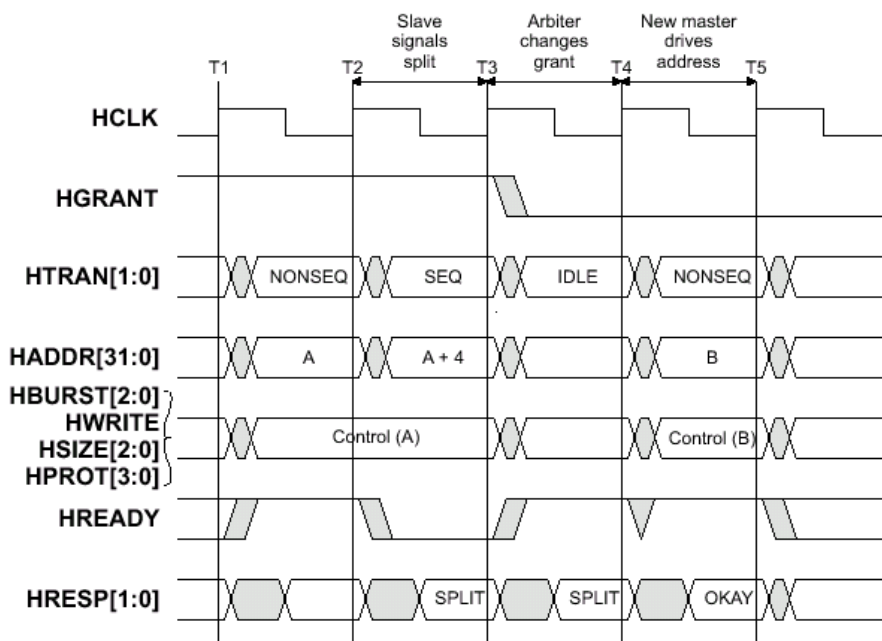 Slave
signals
split
Arbiter
changes
grant
New master
drives
address
T1
T2
T3
T4
T5
HCLK
HGRANT
HTRAN[1:0]
NONSEQ
SEQ
IDLE
NONSEQ
HADDR[31:0]
A
A + 4
B
HBURST[2:0]
HWRITE
HSIZE[2:0]
HPROT[3:0]
Control (A)
Control (B)
HREADY
HRESP[1:0]
SPLIT
SPLIT
OKAY